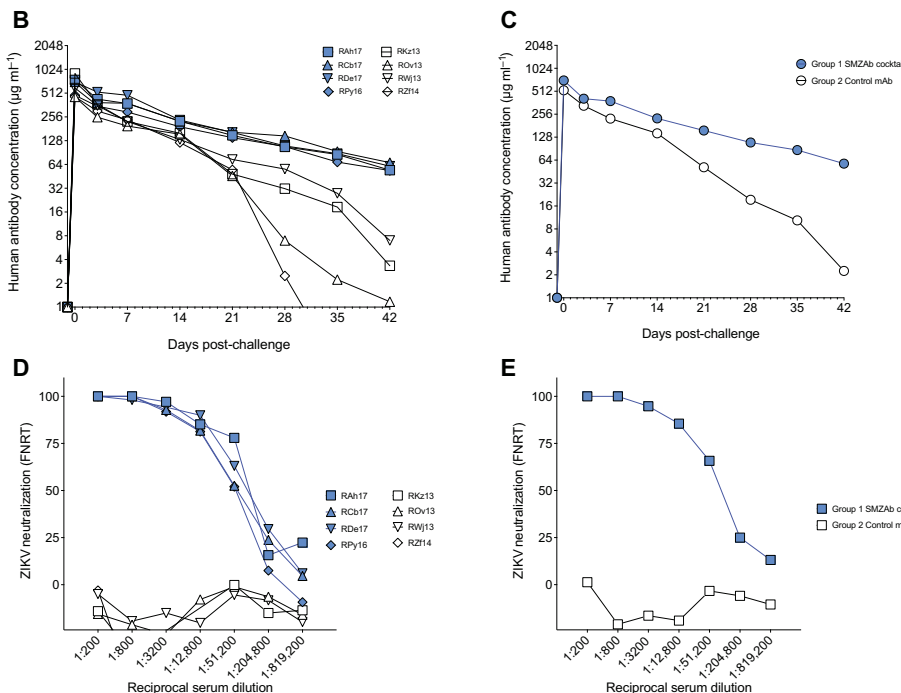 B
2048
1024
512
256
128
64
32
16
8
4
2
1
0 7 14 21 28 35 42
Human antibody concentration (µg ml−1)
Days post-challenge
RAh17 RKz13
RCb17 ROv13
RDe17 RWj13
RPy16 RZf14
C
2048
1024
512
256
128
64
32
16
8
4
2
1
0 7 14 21 28 35 42
Human antibody concentration (µg ml−1)
Days post-challenge
Group 1 SMZAb cockta
Group 2 Control mAb
D
100
75
50
25
0
ZIKV neutralization (FNRT)
1:200 1:800 1:3200 1:12,800 1:51,200 1:204,800 1:819,200
Reciprocal serum dilution
RAh17 RKz13
RCb17 ROv13
RDe17 RWj13
RPy16 RZf14
E
100
75
50
25
0
ZIKV neutralization (FNRT)
1:200 1:800 1:3200 1:12,800 1:51,200 1:204,800 1:819,200
Reciprocal serum dilution
Group 1 SMZAb c
Group 2 Control m